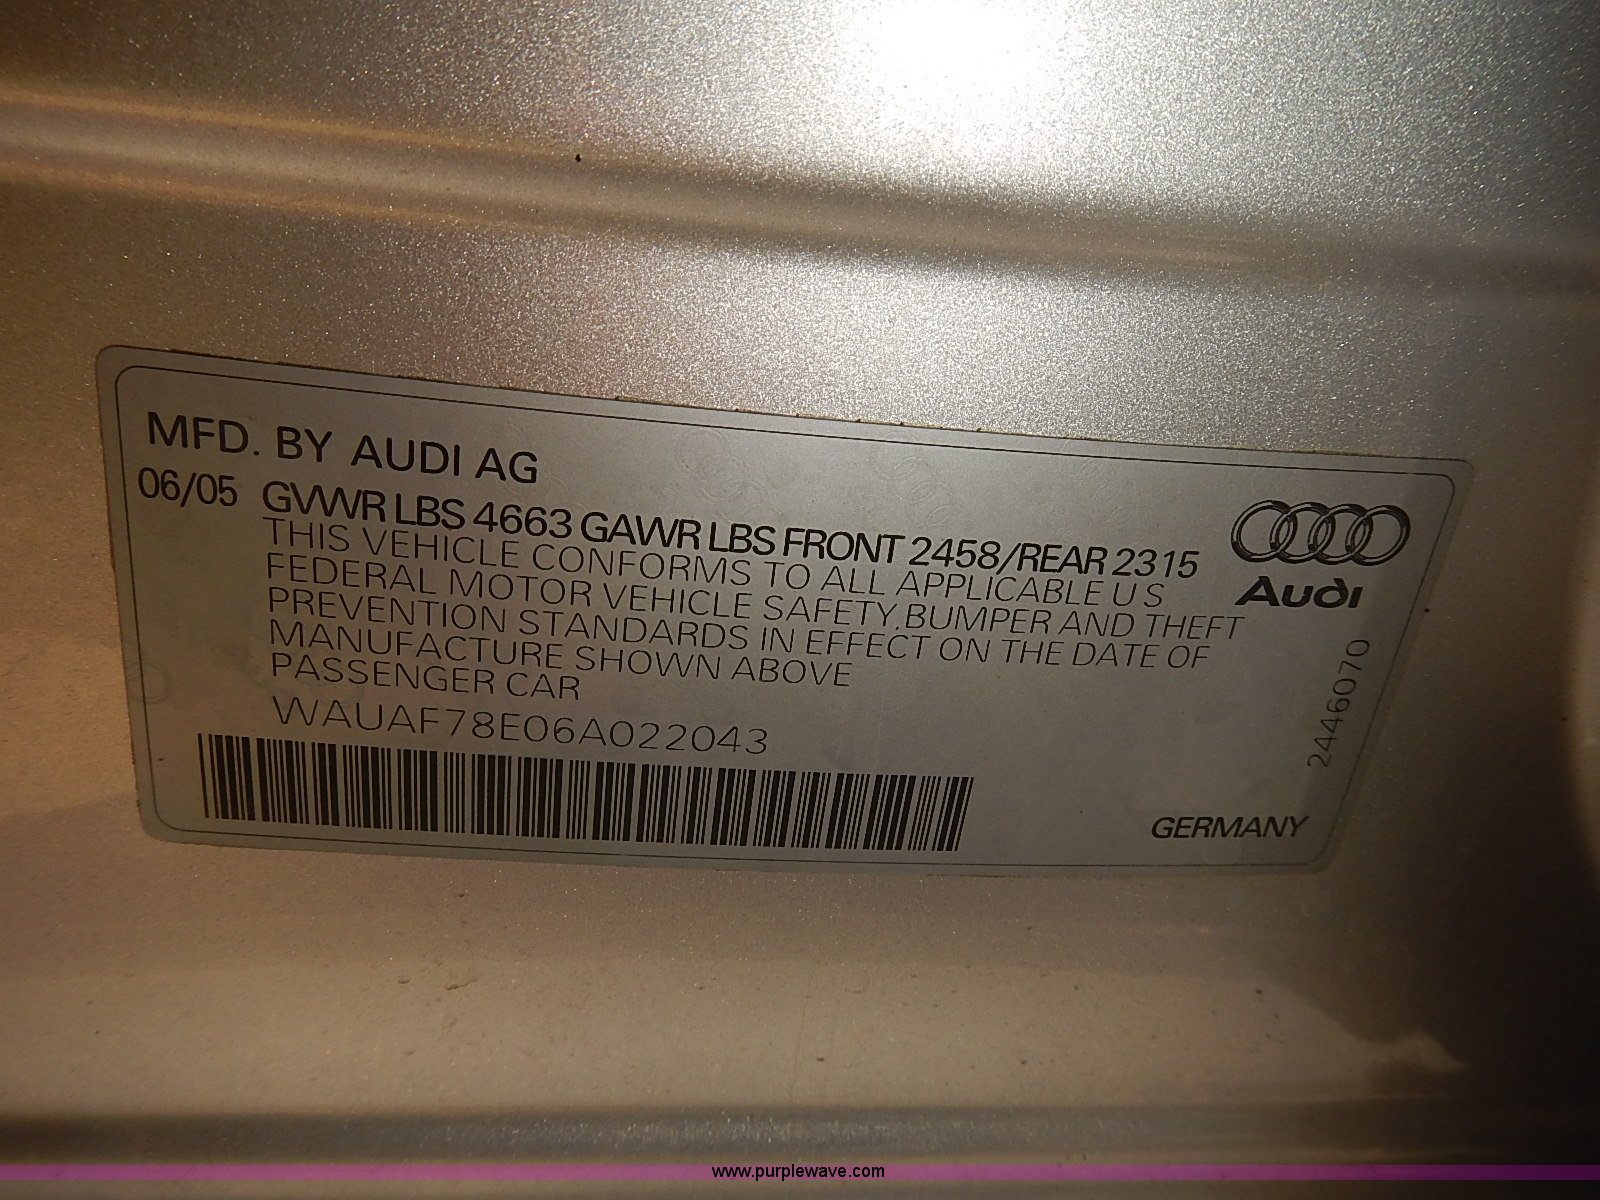 MFD. BY AUDI AG
06/05 GVWR LBS 4663 GAWR LBS FRONT 2458/REAR 2315
THIS VEHICLE CONFORMS TO ALL APPLICABLE U S
FEDERAL MOTOR VEHICLE SAFETY.BUMPER AND THEFT
PREVENTION STANDARDS IN EFFECT ON THE DATE OF
MANUFACTURE SHOWN ABOVE
PASSENGER CAR
WAUAF78E06A022043
Audi
24446070
GERMANY
www.purplewave.com